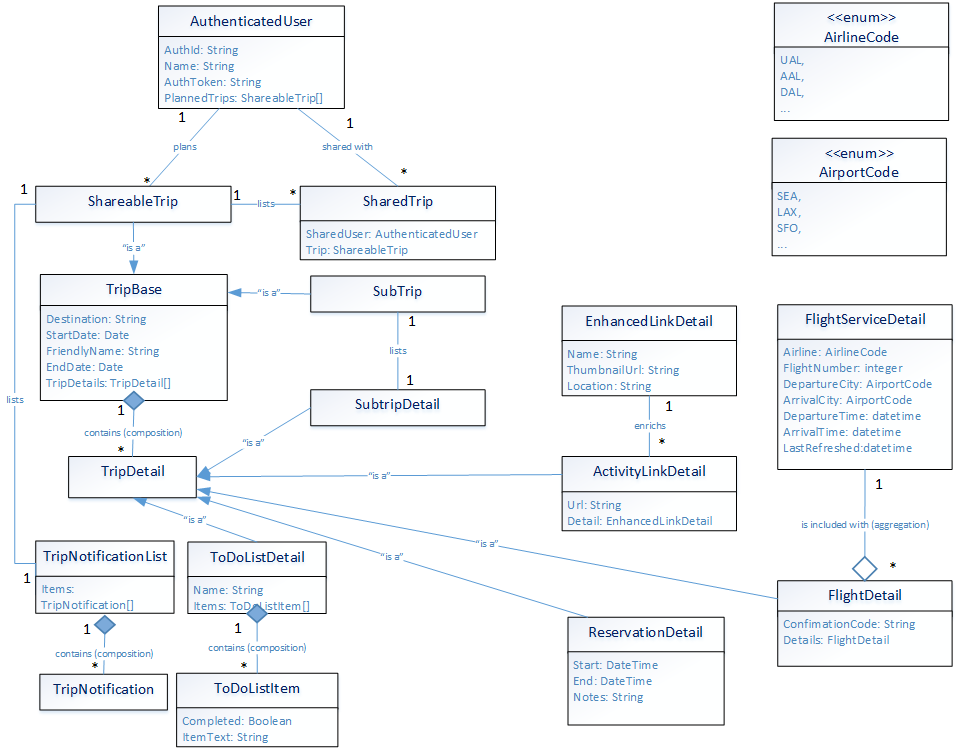 AuthenticatedUser
AuthId: String
Name: String
AuthToken: String
PlannedTrips: ShareableTrip[]
<<enum>>
AirlineCode
UAL,
AAL,
DAL,
...
1
1
plans
shared with
*
*
<<enum>>
AirportCode
SEA,
LAX,
SFO,
...
1
ShareableTrip
1
lists
*
SharedTrip
SharedUser: AuthenticatedUser
Trip: ShareableTrip
"is a"
TripBase
Destination: String
StartDate: Date
FriendlyName: String
EndDate: Date
TripDetails: TripDetail[]
"is a"
SubTrip
1
lists
1
SubtripDetail
EnhancedLinkDetail
Name: String
ThumbnailUrl: String
Location: String
FlightServiceDetail
Airline: AirlineCode
FlightNumber: integer
DepartureCity: AirportCode
ArrivalCity: AirportCode
DepartureTime: datetime
ArrivalTime: datetime
LastRefreshed:datetime
lists
1
contains (composition)
*
"is a"
1
enrichs
*
TripDetail
"is a"
ActivityLinkDetail
Url: String
Detail: EnhancedLinkDetail
1
is included with (aggregation)
*
"is a"
"is a"
"is a"
TripNotificationList
Items:
TripNotification[]
1
ToDoListDetail
Name: String
Items: ToDoListItem[]
FlightDetail
ConfimationCode: String
Details: FlightDetail
1
contains (composition)
*
1
contains (composition)
*
ReservationDetail
Start: DateTime
End: DateTime
Notes: String
TripNotification
ToDoListItem
Completed: Boolean
ItemText: String